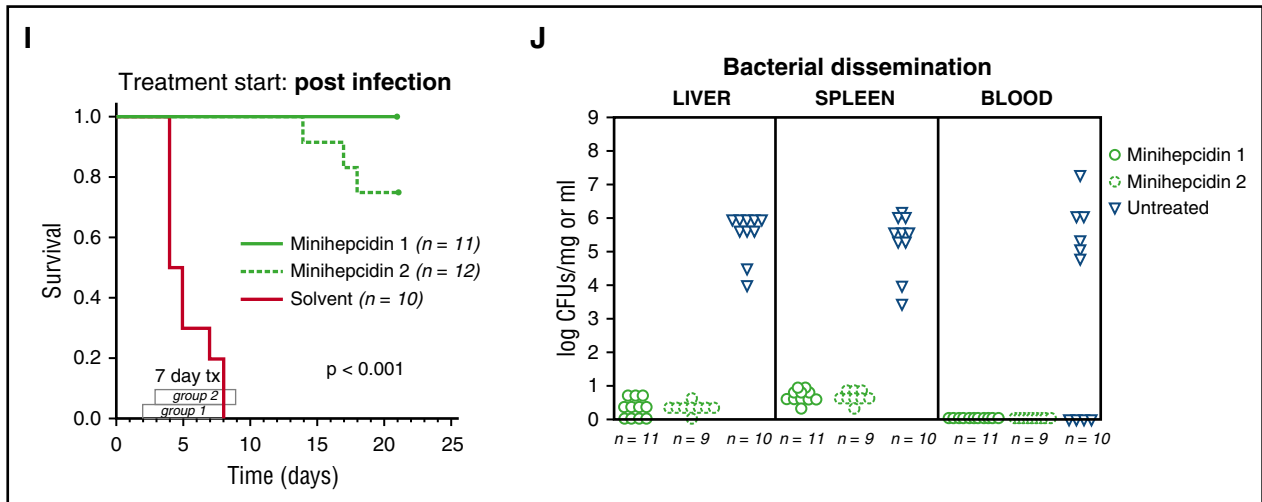 I
Treatment start: post infection
Survival
1.0
0.8
0.6
0.4
0.2
0.0
Minihepcidin 1 (n = 11)
Minihepcidin 2 (n = 12)
Solvent (n = 10)
p < 0.001
7 day tx
group 2
group 1
0 5 10 15 20 25
Time (days)
J
Bacterial dissemination
LIVER SPLEEN BLOOD
log CFUs/mg or ml
9
8
7
6
5
4
3
2
1
0
n = 11 n = 9 n = 10 n = 11 n = 9 n = 10 n = 11 n = 9 n = 10
Minihepcidin 1
Minihepcidin 2
Untreated